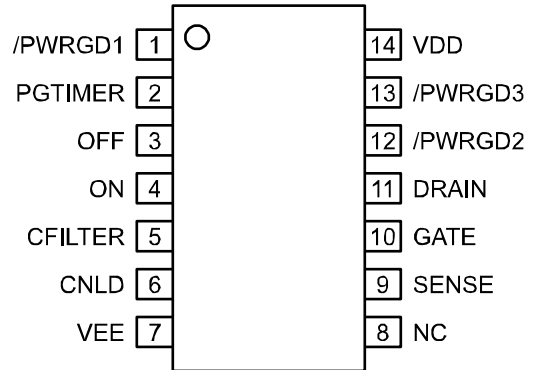 /PWRGD1 1 14 VDD
PGTIMER 2 13 /PWRGD3
OFF 3 12 /PWRGD2
ON 4 11 DRAIN
CFILTER 5 10 GATE
CNLD 6 9 SENSE
VEE 7 8 NC